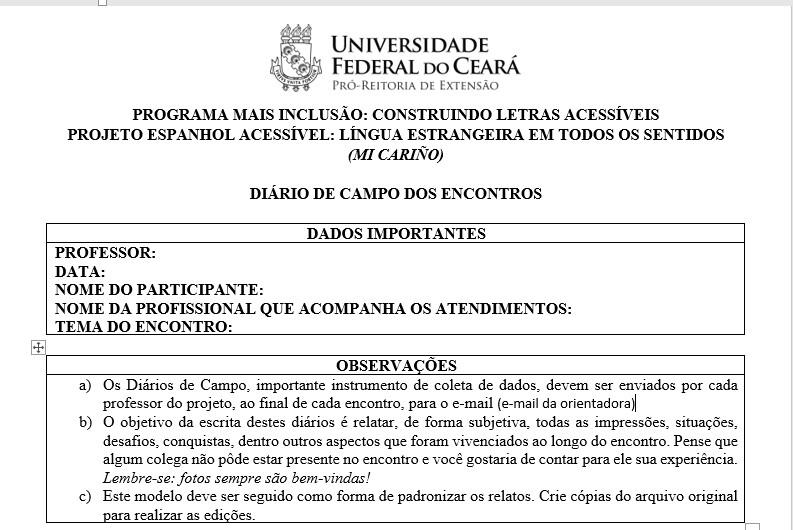 UNIVERSIDADE
FEDERAL DO CEARÁ
PRÓ-REITORIA DE EXTENSÃO
PROGRAMA MAIS INCLUSÃO: CONSTRUINDO LETRAS ACESSÍVEIS
PROJETO ESPANHOL ACESSÍVEL: LÍNGUA ESTRANGEIRA EM TODOS OS SENTIDOS
(MI CARIÑO)
DIÁRIO DE CAMPO DOS ENCONTROS
DADOS IMPORTANTES
PROFESSOR:
DATA:
NOME DO PARTICIPANTE:
NOME DA PROFISSIONAL QUE ACOMPANHA OS ATENDIMENTOS:
TEMA DO ENCONTRO:
OBSERVAÇÕES
a) Os Diários de Campo, importante instrumento de coleta de dados, devem ser enviados por cada
professor do projeto, ao final de cada encontro, para o e-mail (e-mail da orientadora)
b) O objetivo da escrita destes diários é relatar, de forma subjetiva, todas as impressões, situações,
desafios, conquistas, dentro outros aspectos que foram vivenciados ao longo do encontro. Pense que
algum colega não pôde estar presente no encontro e você gostaria de contar para ele sua experiência.
Lembre-se: fotos sempre são bem-vindas!
c) Este modelo deve ser seguido como forma de padronizar os relatos. Crie cópias do arquivo original
para realizar as edições.